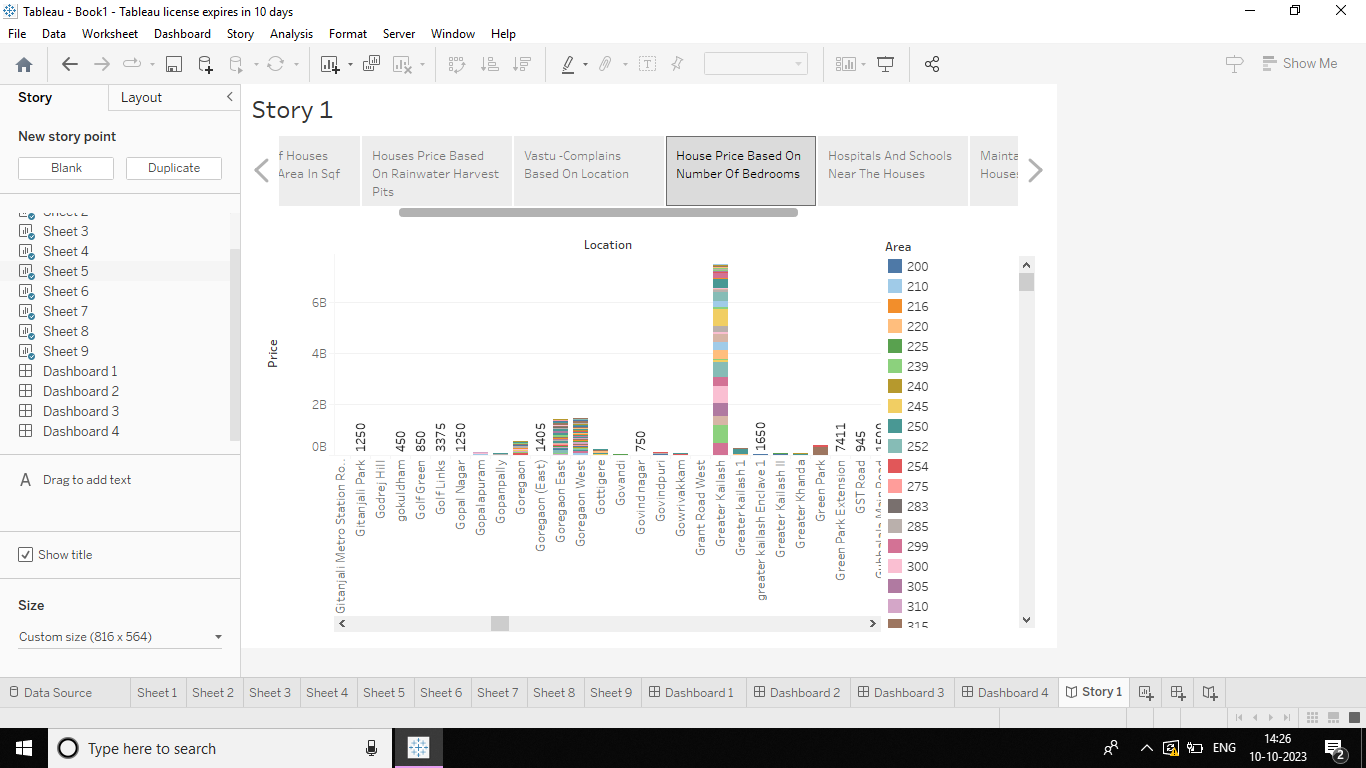 Tableau - Book1 - Tableau license expires in 10 days
File Data Worksheet Dashboard Story Analysis Format Server Window Help
Show Me
Story Layout
New story point
Blank Duplicate
Sheet 2
Sheet 3
Sheet 4
Sheet 5
Sheet 6
Sheet 7
Sheet 8
Sheet 9
Dashboard 1
Dashboard 2
Dashboard 3
Dashboard 4
A Drag to add text
Show title
Size
Custom size (816 x 564)
Story 1
f Houses
Area In Sqf
Houses Price Based
On Rainwater Harvest
Pits
Vastu -Complains
Based On Location
House Price Based On
Number Of Bedrooms
Hospitals And Schools
Near The Houses
Mainta
Houses
Location
Price
6B
4B
2B
0B
1250
450
850
3375
1250
1405
750
1650
7411
945
Gitanjali Metro Station Ro...
Gitanjali Park
Godrej Hill
gokuldham
Golf Green
Golf Links
Gopal Nagar
Gopalapuram
Gopanpally
Goregaon
Goregaon (East)
Goregaon East
Goregaon West
Gottigere
Govandi
Govind nagar
Govindpuri
Gowrivakkam
Grant Road West
Greater Kailash
Greater kailash 1
greater kailash Enclave 1
Greater Kailash II
Greater Khanda
Green Park
Green Park Extension
GST Road
Area
200
210
216
220
225
239
240
245
250
252
254
275
283
285
299
300
305
310
315
Data Source Sheet 1 Sheet 2 Sheet 3 Sheet 4 Sheet 5 Sheet 6 Sheet 7 Sheet 8 Sheet 9 Dashboard 1 Dashboard 2 Dashboard 3 Dashboard 4 Story 1
Type here to search
ENG
14:26
10-10-2023
2